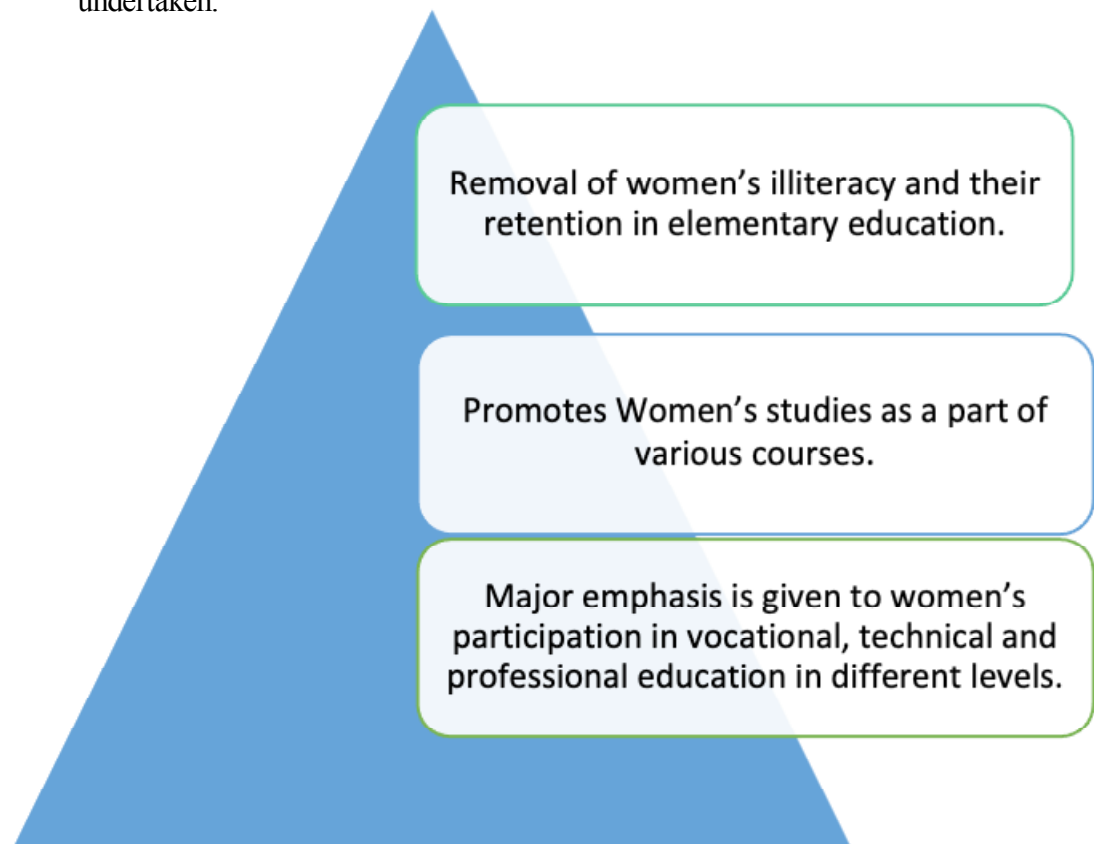 undertaken.
Removal of women’s illiteracy and their
retention in elementary education.
Promotes Women’s studies as a part of
various courses.
Major emphasis is given to women’s
participation in vocational, technical and
professional education in different levels.